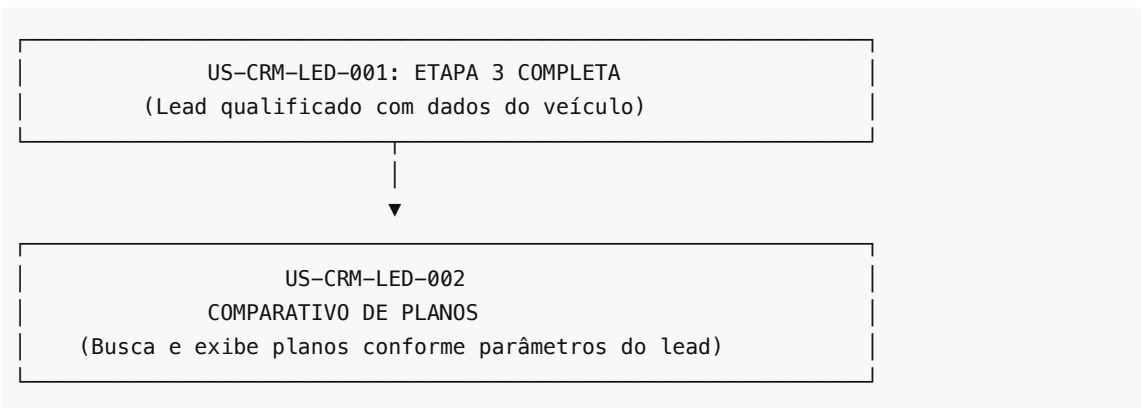 US-CRM-LED-001: ETAPA 3 COMPLETA
(Lead qualificado com dados do veículo)
US-CRM-LED-002
COMPARATIVO DE PLANOS
(Busca e exibe planos conforme parâmetros do lead)